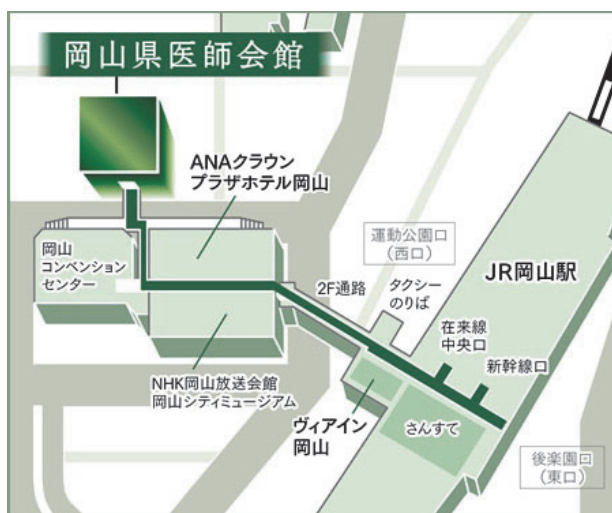 岡山県医師会館
ANAクラウン
プラザホテル岡山
運動公園口
(西口)
岡山
コンベンション
センター
JR岡山駅
2F通路
タクシー
のりば
在来線
中央口
新幹線口
NHK岡山放送会館
岡山シティミュージアム
ヴィアイン
岡山
さんすて
後楽園口
(東口)